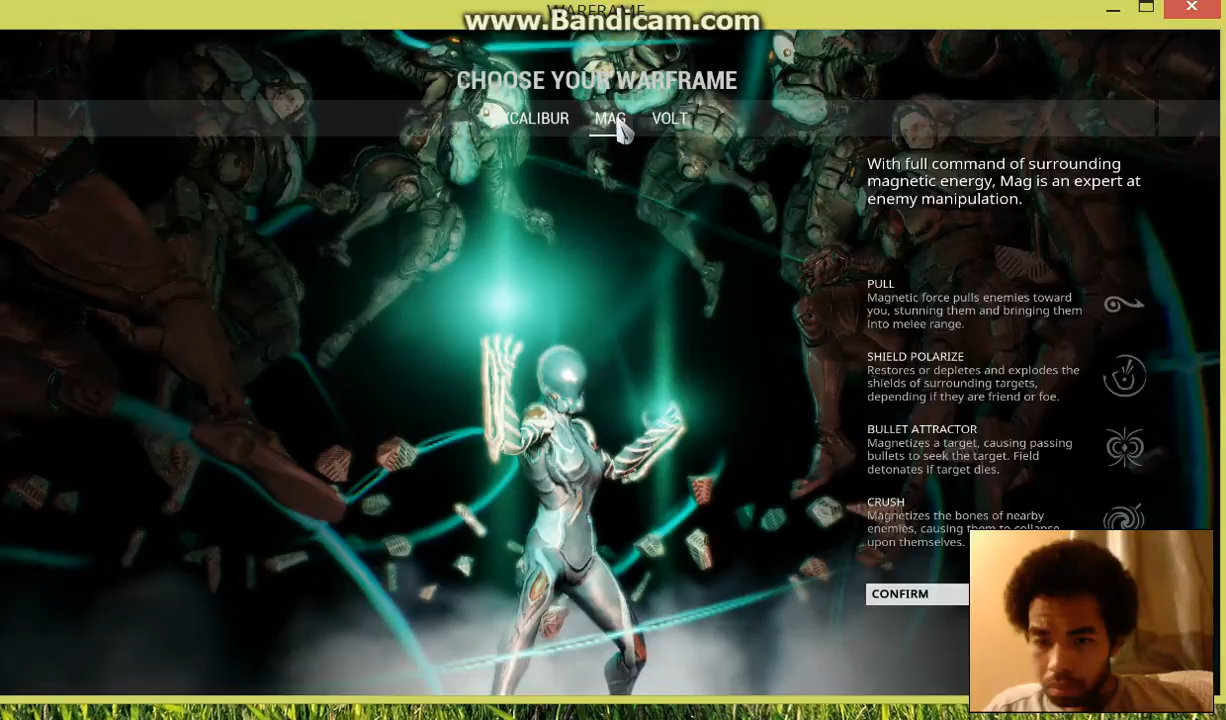 WARFRAME
www.Bandicam.com
CHOOSE YOUR WARFRAME
EXCALIBUR MAG VOLT
With full command of surrounding
magnetic energy, Mag is an expert at
enemy manipulation.
PULL
Magnetic force pulls enemies toward
you, stunning them and bringing them
into melee range.
SHIELD POLARIZE
Restores or depletes and explodes the
shields of surrounding targets,
depending if they are friend or foe.
BULLET ATTRACTOR
Magnetizes a target, causing passing
bullets to seek the target. Field
detonates if target dies.
CRUSH
Magnetizes the bones of nearby
enemies, causing them to collapse
upon themselves.
CONFIRM